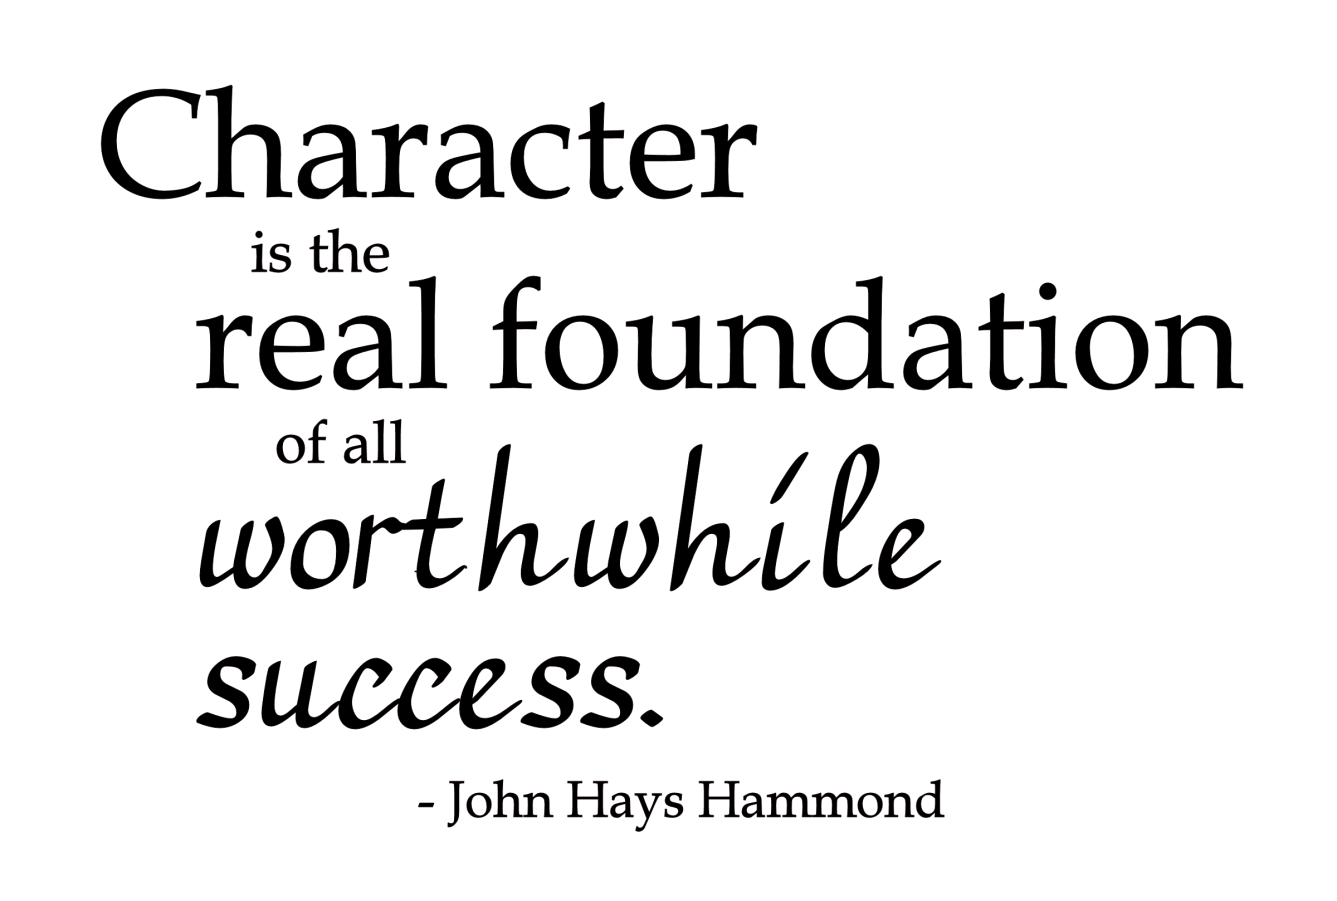 Character
is the
real foundation
of all
worthwhile
success.
- John Hays Hammond